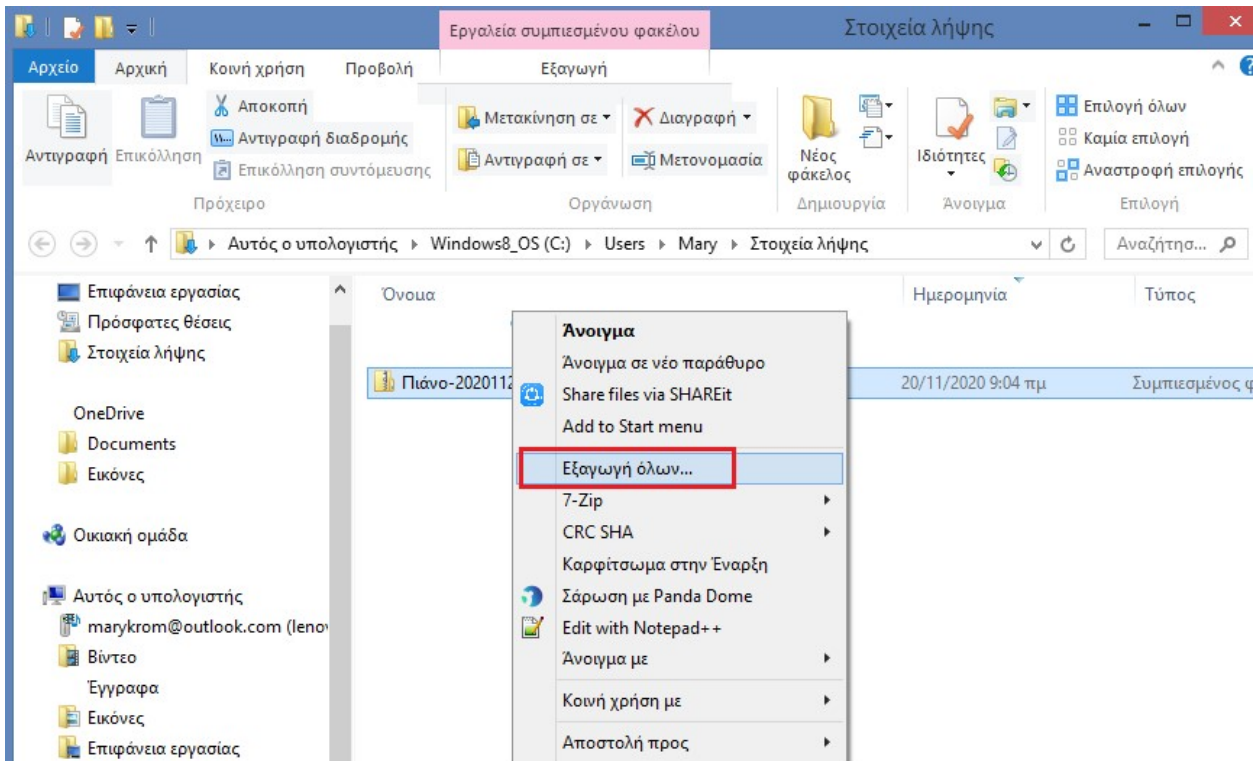 Εργαλεία συμπιεσμένου φακέλου
Στοιχεία λήψης
Αρχείο Αρχική Κοινή χρήση Προβολή Εξαγωγή
Αντιγραφή
Επικόλληση
Αποκοπή
Αντιγραφή διαδρομής
Επικόλληση συντόμευσης
Πρόχειρο
Μετακίνηση σε
Αντιγραφή σε
Διαγραφή
Μετονομασία
Οργάνωση
Νέος
φάκελος
Δημιουργία
Ιδιότητες
Άνοιγμα
Επιλογή όλων
Καμία επιλογή
Αναστροφή επιλογής
Επιλογή
Αυτός ο υπολογιστής Windows8_OS (C:) Users Mary Στοιχεία λήψης
Αναζήτησ...
Επιφάνεια εργασίας
Πρόσφατες θέσεις
Στοιχεία λήψης
OneDrive
Documents
Εικόνες
Οικιακή ομάδα
Αυτός ο υπολογιστής
marykrom@outlook.com (leno
Βίντεο
Έγγραφα
Εικόνες
Επιφάνεια εργασίας
Όνομα Ημερομηνία Τύπος
Πιάνο-2020112 20/11/2020 9:04 πμ Συμπιεσμένος φ
Άνοιγμα
Άνοιγμα σε νέο παράθυρο
Share files via SHAREit
Add to Start menu
Εξαγωγή όλων...
7-Zip
CRC SHA
Καρφίτσωμα στην Έναρξη
Σάρωση με Panda Dome
Edit with Notepad++
Άνοιγμα με
Κοινή χρήση με
Αποστολή προς